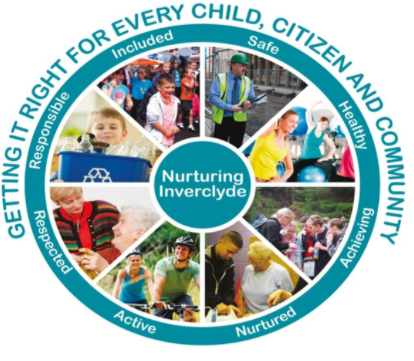 GETTING IT RIGHT FOR EVERY CHILD, CITIZEN AND COMMUNITY
Included
Safe
Healthy
Achieving
Nurtured
Active
Respected
Responsible
Nurturing
Inverclyde